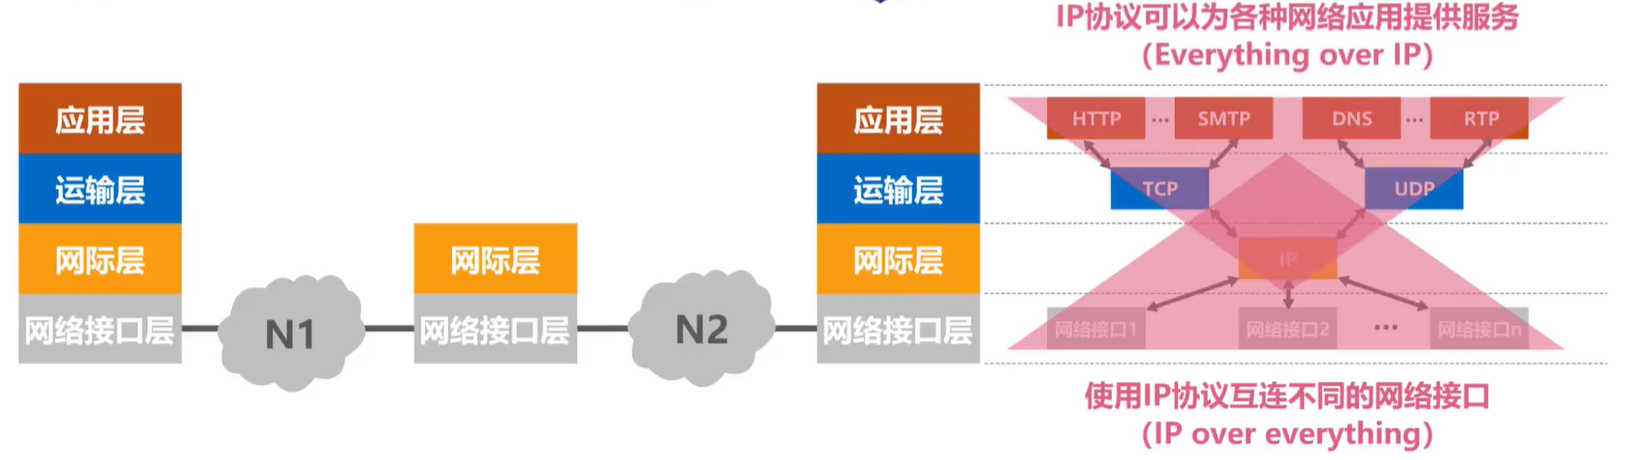 IP协议可以为各种网络应用提供服务
(Everything over IP)
应用层
运输层
网际层
网络接口层
N1
网际层
网络接口层
N2
应用层
运输层
网际层
网络接口层
HTTP ... SMTP DNS ... RTP
TCP UDP
IP
网络接口1 网络接口2 ... 网络接口n
使用IP协议互连不同的网络接口
(IP over everything)